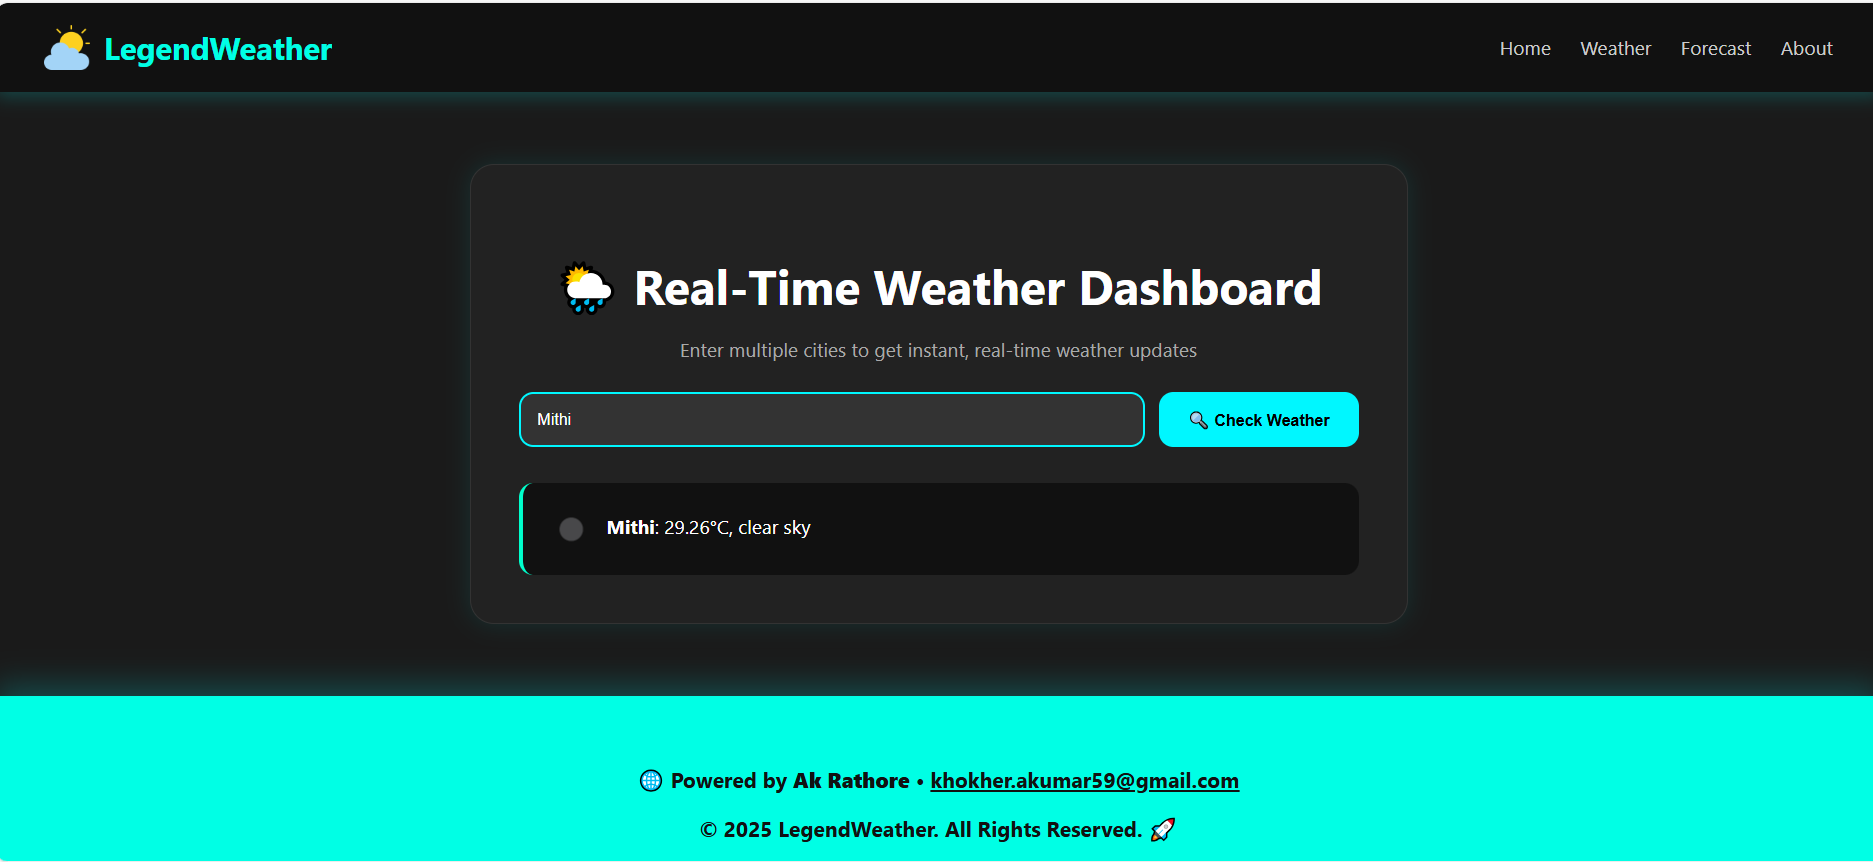 LegendWeather
Home Weather Forecast About
Real-Time Weather Dashboard
Enter multiple cities to get instant, real-time weather updates
Mithi
Check Weather
Mithi: 29.26°C, clear sky
Powered by Ak Rathore • khokher.akumar59@gmail.com
© 2025 LegendWeather. All Rights Reserved.